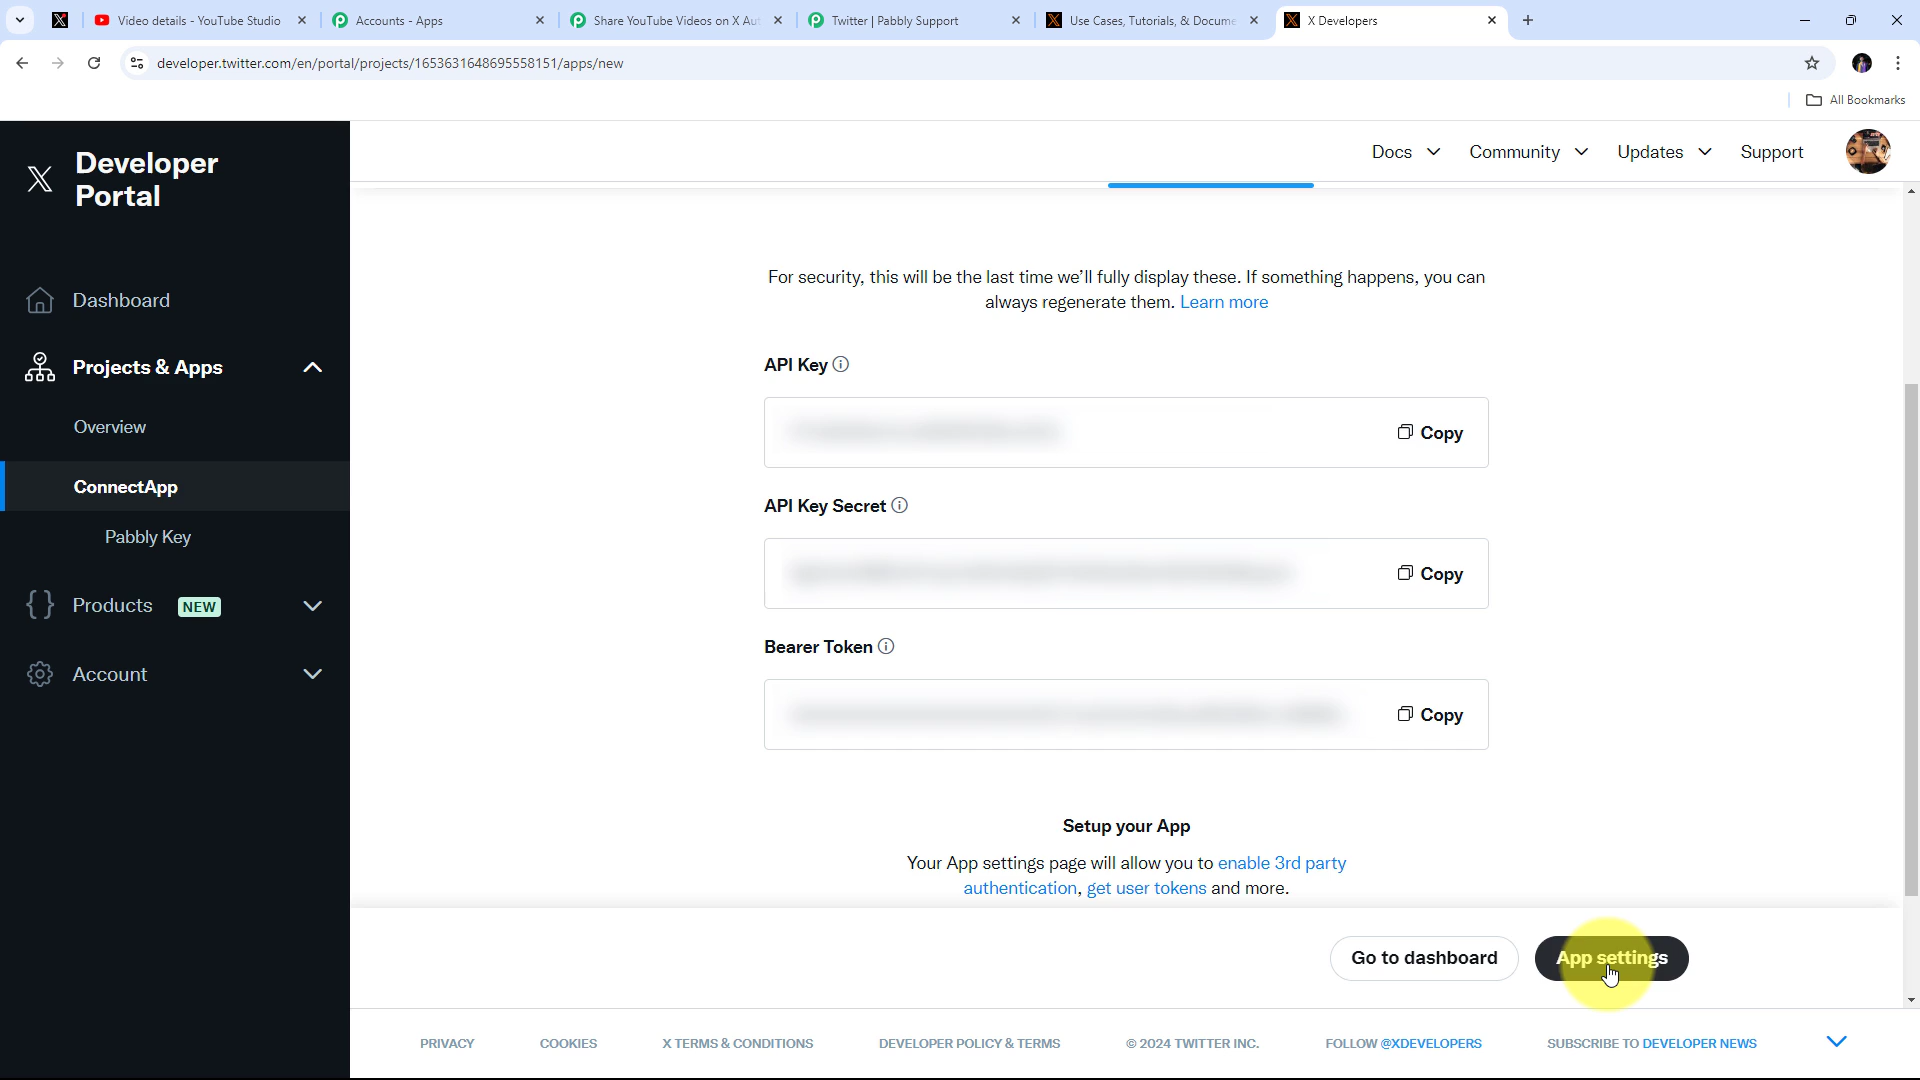 Video details - YouTube Studio
Accounts - Apps
Share YouTube Videos on X Aut
Twitter | Pabbly Support
Use Cases, Tutorials, & Docume
X Developers
developer.twitter.com/en/portal/projects/1653631648695558151/apps/new
All Bookmarks
Developer
Portal
Docs
Community
Updates
Support
Dashboard
Projects & Apps
Overview
ConnectApp
Pabbly Key
Products NEW
Account
For security, this will be the last time we’ll fully display these. If something happens, you can
always regenerate them. Learn more
API Key
Copy
API Key Secret
Copy
Bearer Token
Copy
Setup your App
Your App settings page will allow you to enable 3rd party
authentication, get user tokens and more.
Go to dashboard
App settings
PRIVACY
COOKIES
X TERMS & CONDITIONS
DEVELOPER POLICY & TERMS
© 2024 TWITTER INC.
FOLLOW @XDEVELOPERS
SUBSCRIBE TO DEVELOPER NEWS